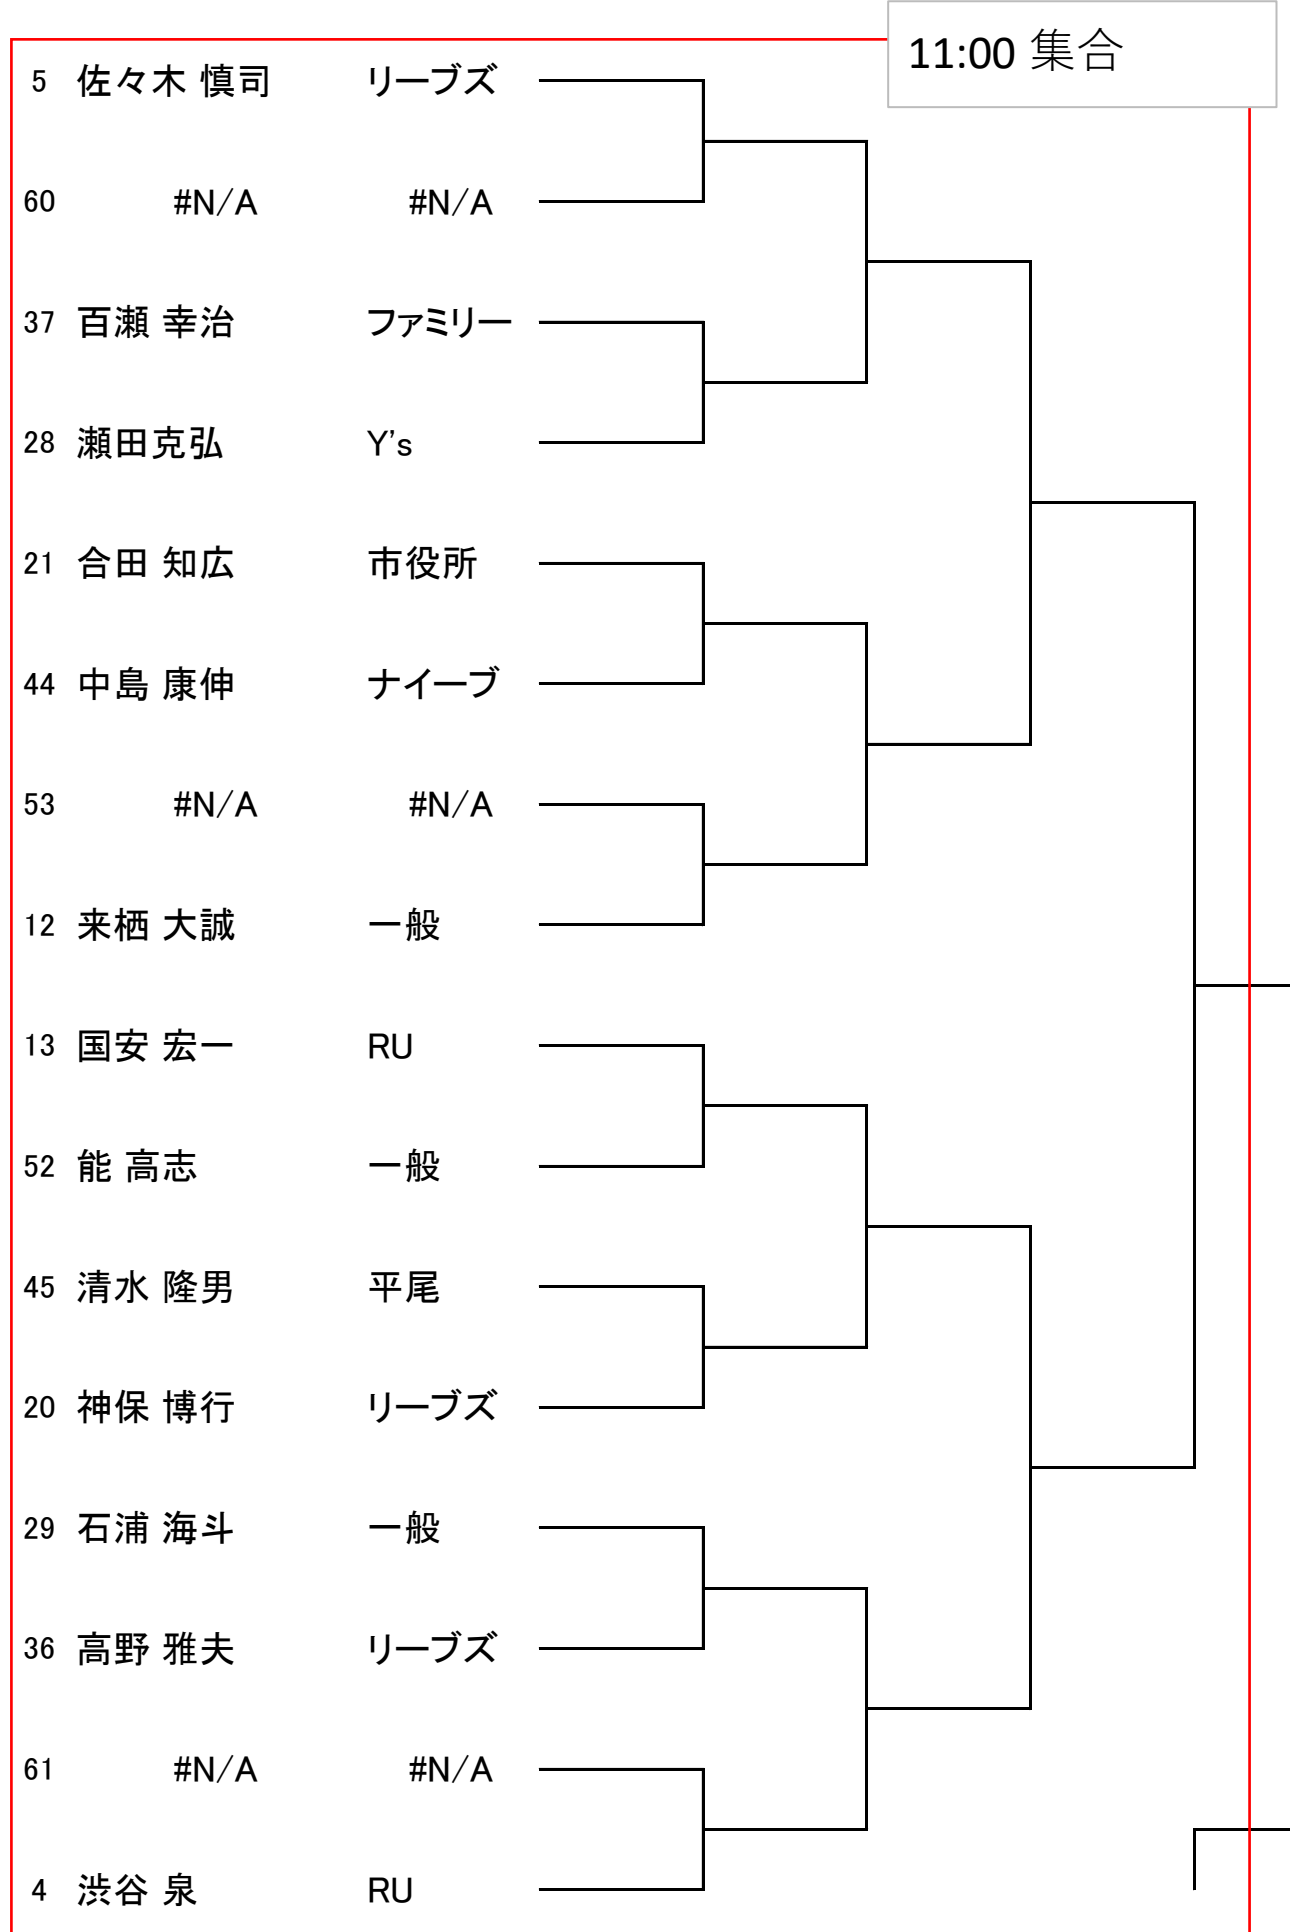 11:00 集合
5 佐々木 慎司 リーブズ
60 #N/A #N/A
37 百瀬 幸治 ファミリー
28 瀬田克弘 Y's
21 合田 知広 市役所
44 中島 康伸 ナイーブ
53 #N/A #N/A
12 来栖 大誠 一般
13 国安 宏一 RU
52 能 高志 一般
45 清水 隆男 平尾
20 神保 博行 リーブズ
29 石浦 海斗 一般
36 高野 雅夫 リーブズ
61 #N/A #N/A
4 渋谷 泉 RU